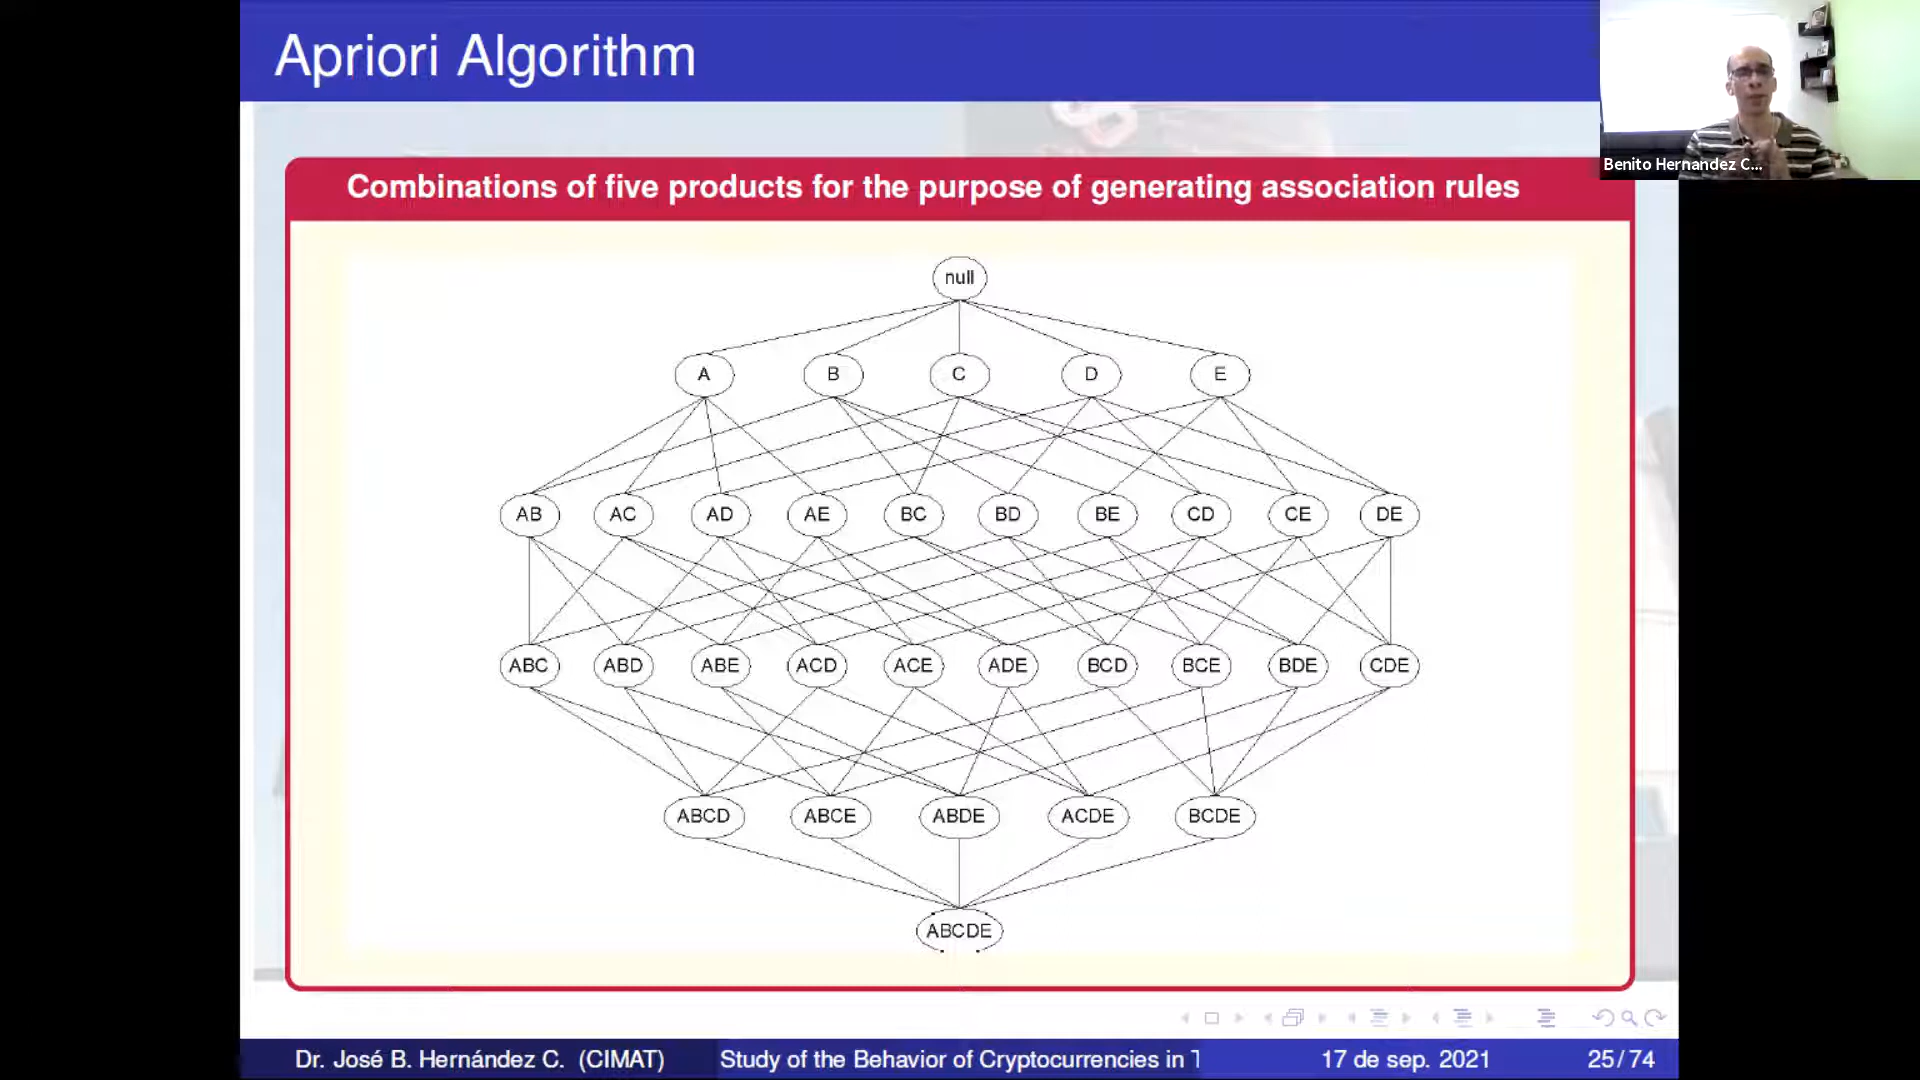 Apriori Algorithm
Benito Hernandez C...
Combinations of five products for the purpose of generating association rules
null
A B C D E
AB AC AD AE BC BD BE CD CE DE
ABC ABD ABE ACD ACE ADE BCD BCE BDE CDE
ABCD ABCE ABDE ACDE BCDE
ABCDE
Dr. José B. Hernández C. (CIMAT) Study of the Behavior of Cryptocurrencies in T 17 de sep. 2021 25/74